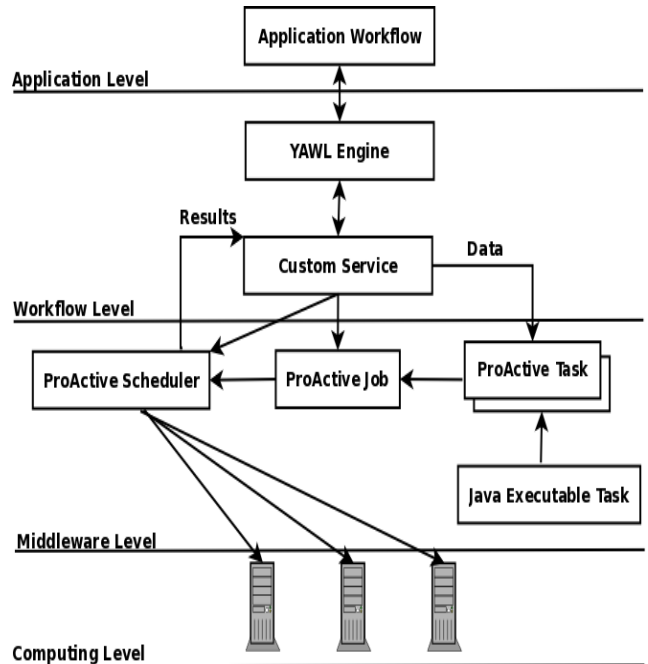 Application Workflow
Application Level
YAWL Engine
Results
Custom Service
Data
Workflow Level
ProActive Scheduler
ProActive Job
ProActive Task
Java Executable Task
Middleware Level
Computing Level